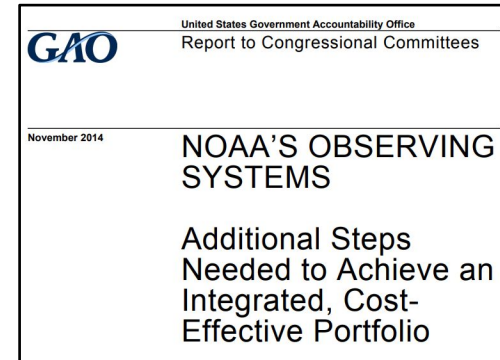 United States Government Accountability Office
GAO
Report to Congressional Committees
November 2014
NOAA'S OBSERVING
SYSTEMS
Additional Steps
Needed to Achieve an
Integrated, Cost-
Effective Portfolio